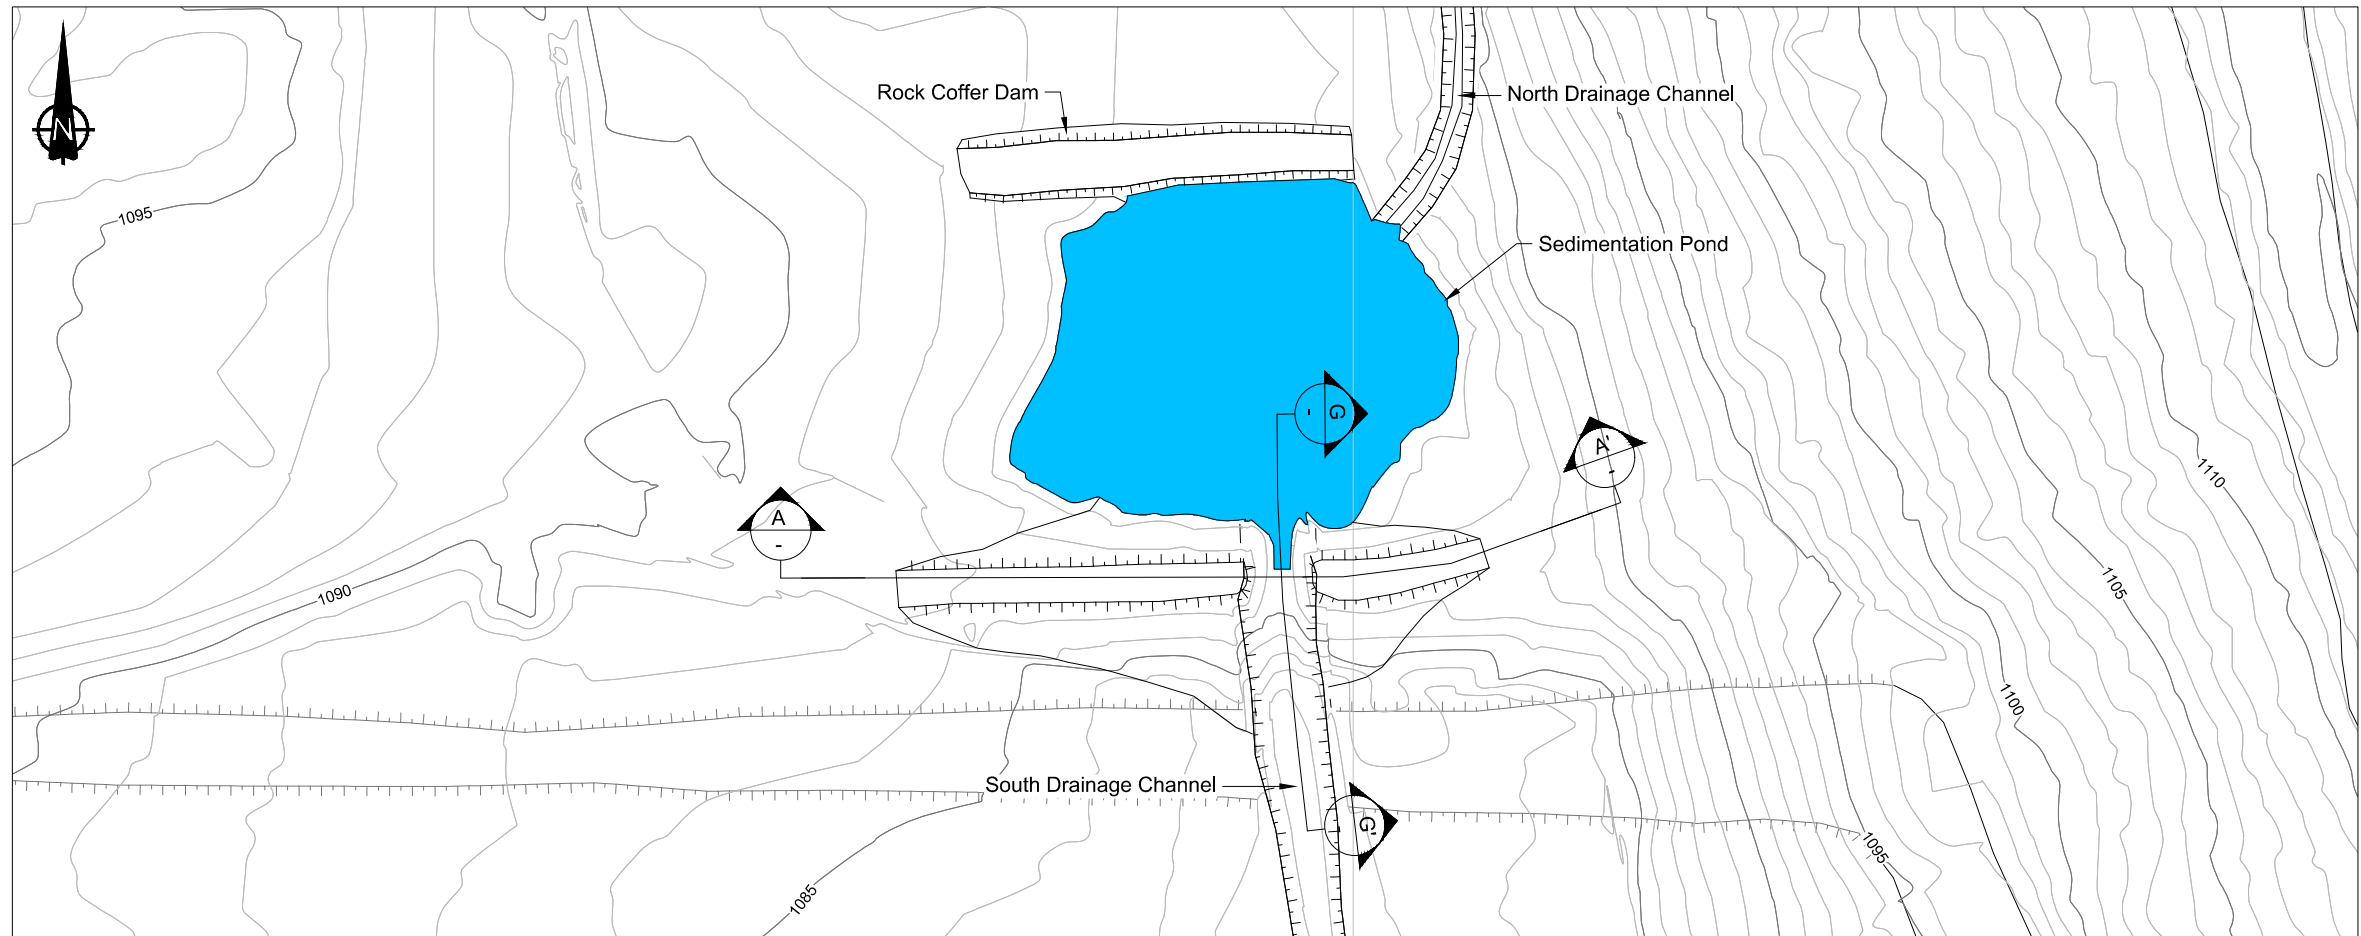 N
Rock Coffer Dam
North Drainage Channel
1095
Sedimentation Pond
G
-
A'
-
1110
A
-
1105
1090
1100
South Drainage Channel
G'
1095
1085